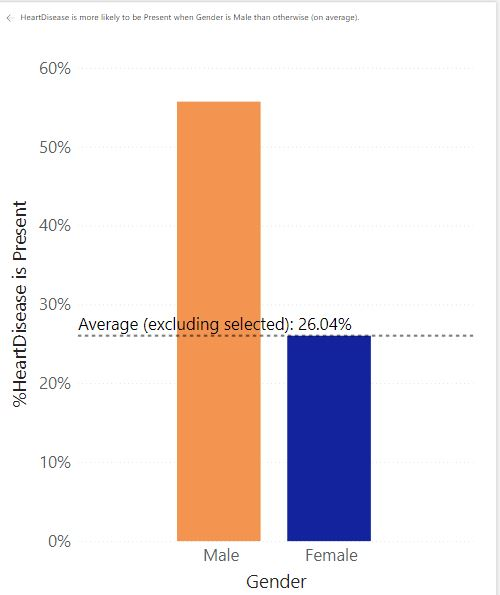 HeartDisease is more likely to be Present when Gender is Male than otherwise (on average).
60%
50%
40%
30%
20%
10%
0%
%HeartDisease is Present
Average (excluding selected): 26.04%
Male
Female
Gender